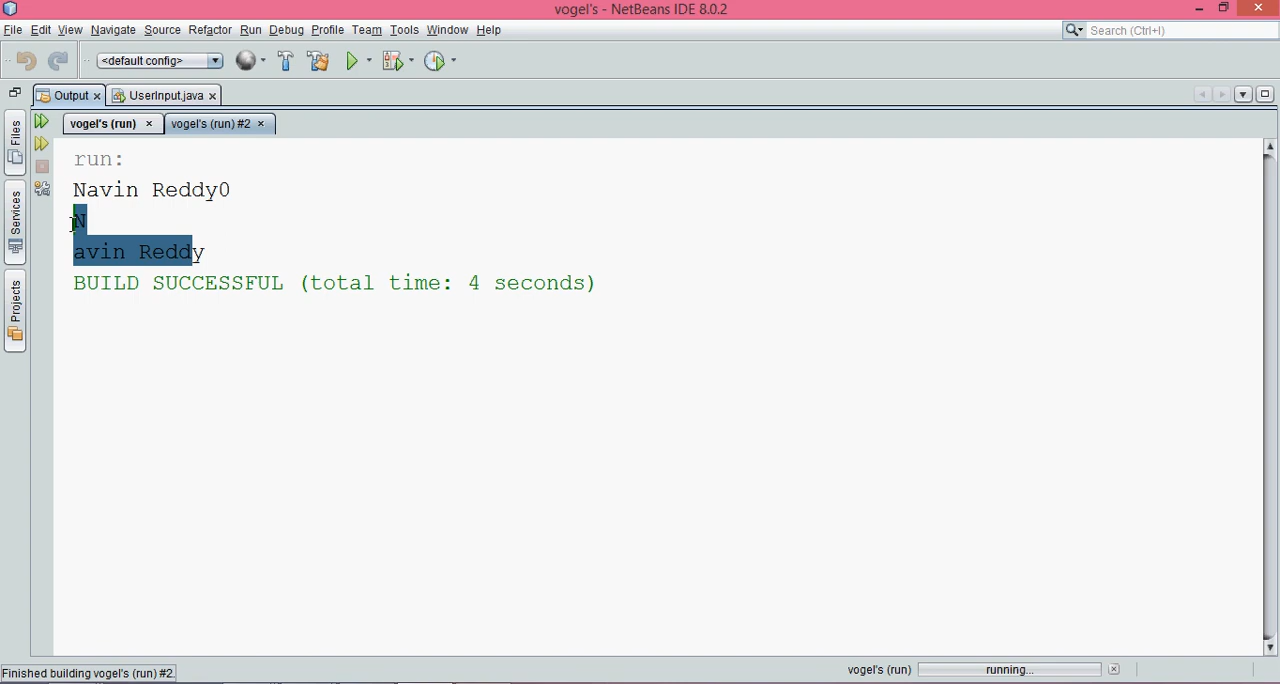 vogel's - NetBeans IDE 8.0.2
File Edit View Navigate Source Refactor Run Debug Profile Team Tools Window Help
Search (Ctrl+I)
<default config>
Output UserInput.java
vogel's (run) vogel's (run) #2
Files
Services
Projects
run:
Navin Reddy0
N
avin Reddy
BUILD SUCCESSFUL (total time: 4 seconds)
Finished building vogel's (run) #2.
vogel's (run) running...